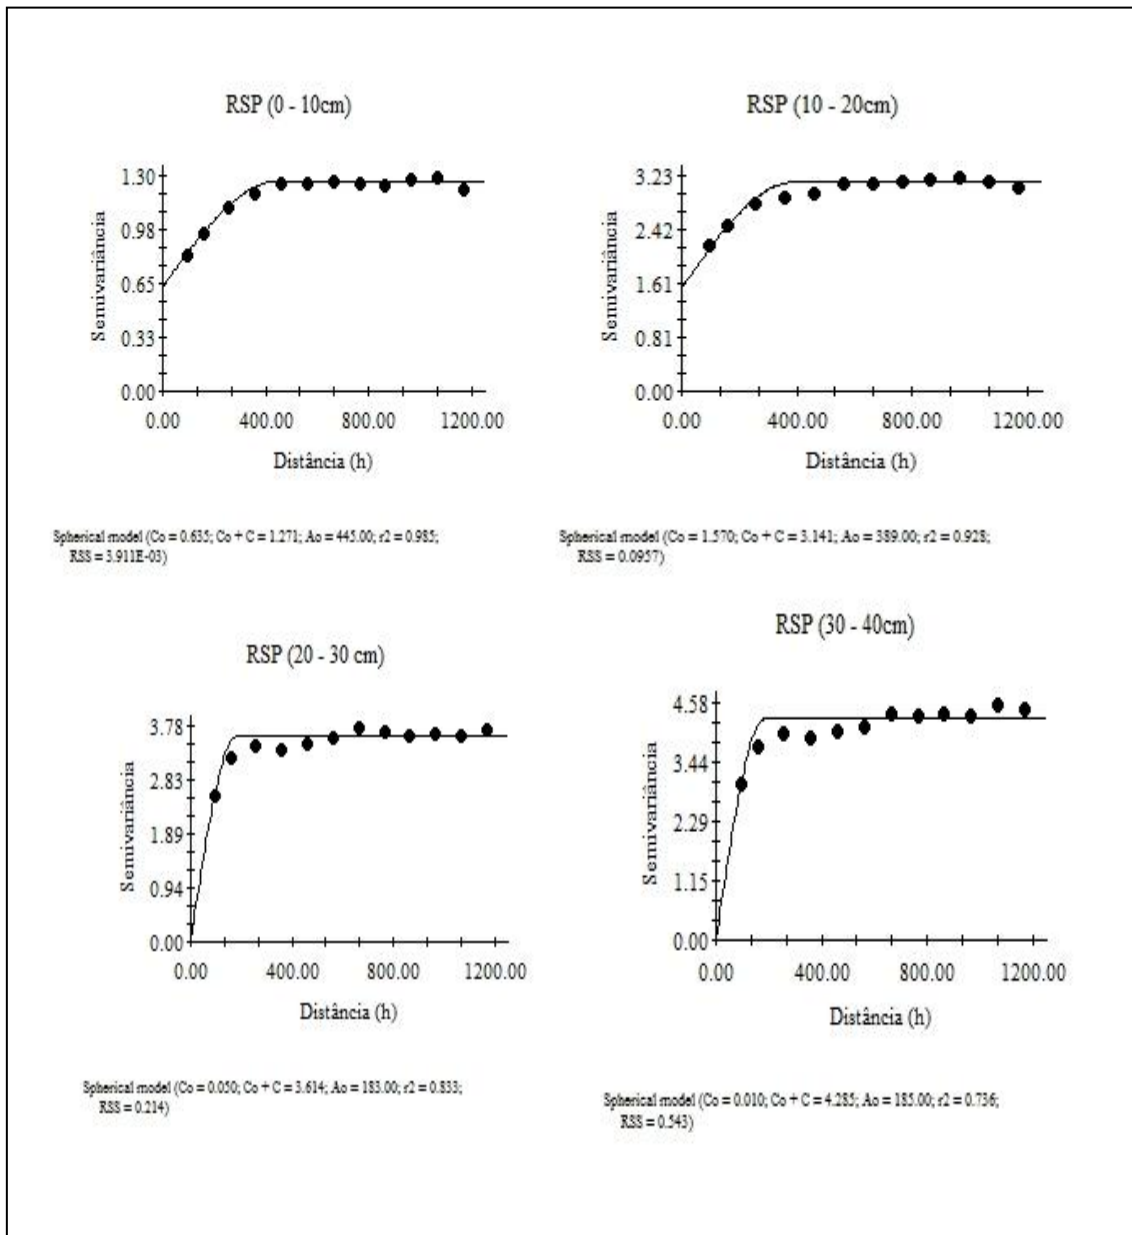 RSP (0 - 10cm)
1.30
0.98
0.65
0.33
0.00
Semivariância
0.00 400.00 800.00 1200.00
Distância (h)
Spherical model (Co = 0.635; Co + C = 1.271; Ao = 445.00; r2 = 0.985;
RSS = 3.911E-03)
RSP (10 - 20cm)
3.23
2.42
1.61
0.81
0.00
Semivariância
0.00 400.00 800.00 1200.00
Distância (h)
Spherical model (Co = 1.570; Co + C = 3.141; Ao = 389.00; r2 = 0.928;
RSS = 0.0957)
RSP (20 - 30 cm)
3.78
2.83
1.89
0.94
0.00
Semivariância
0.00 400.00 800.00 1200.00
Distância (h)
Spherical model (Co = 0.050; Co + C = 3.614; Ao = 183.00; r2 = 0.833;
RSS = 0.214)
RSP (30 - 40cm)
4.58
3.44
2.29
1.15
0.00
Semivariância
0.00 400.00 800.00 1200.00
Distância (h)
Spherical model (Co = 0.010; Co + C = 4.285; Ao = 185.00; r2 = 0.736;
RSS = 0.543)